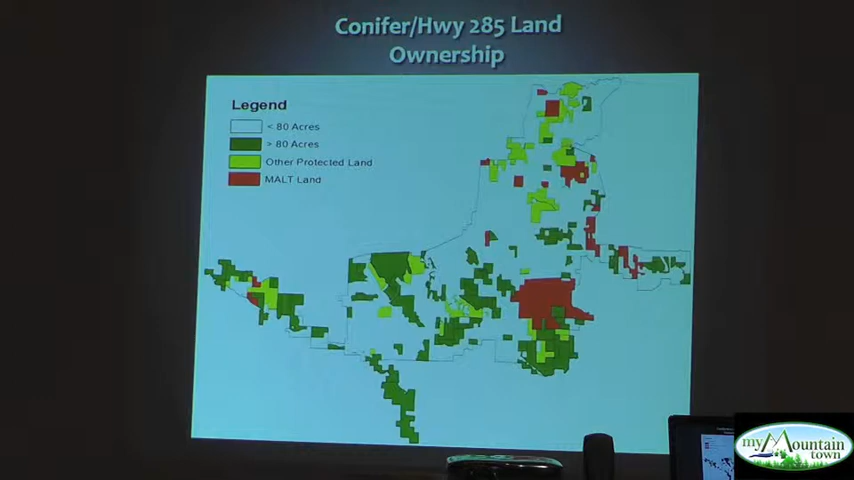 Conifer/Hwy 285 Land
Ownership
Legend
< 80 Acres
> 80 Acres
Other Protected Land
MALT Land
my Mountain
town